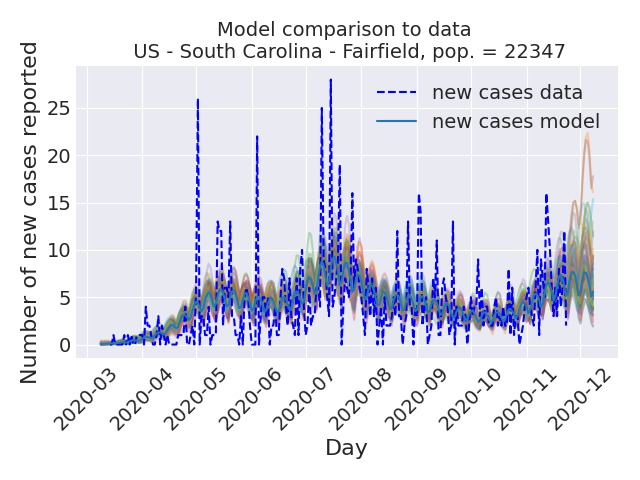 Model comparison to data
US - South Carolina - Fairfield, pop. = 22347
Number of new cases reported
25
20
15
10
5
0
new cases data
new cases model
2020-03
2020-04
2020-05
2020-06
2020-07
2020-08
2020-09
2020-10
2020-11
2020-12
Day